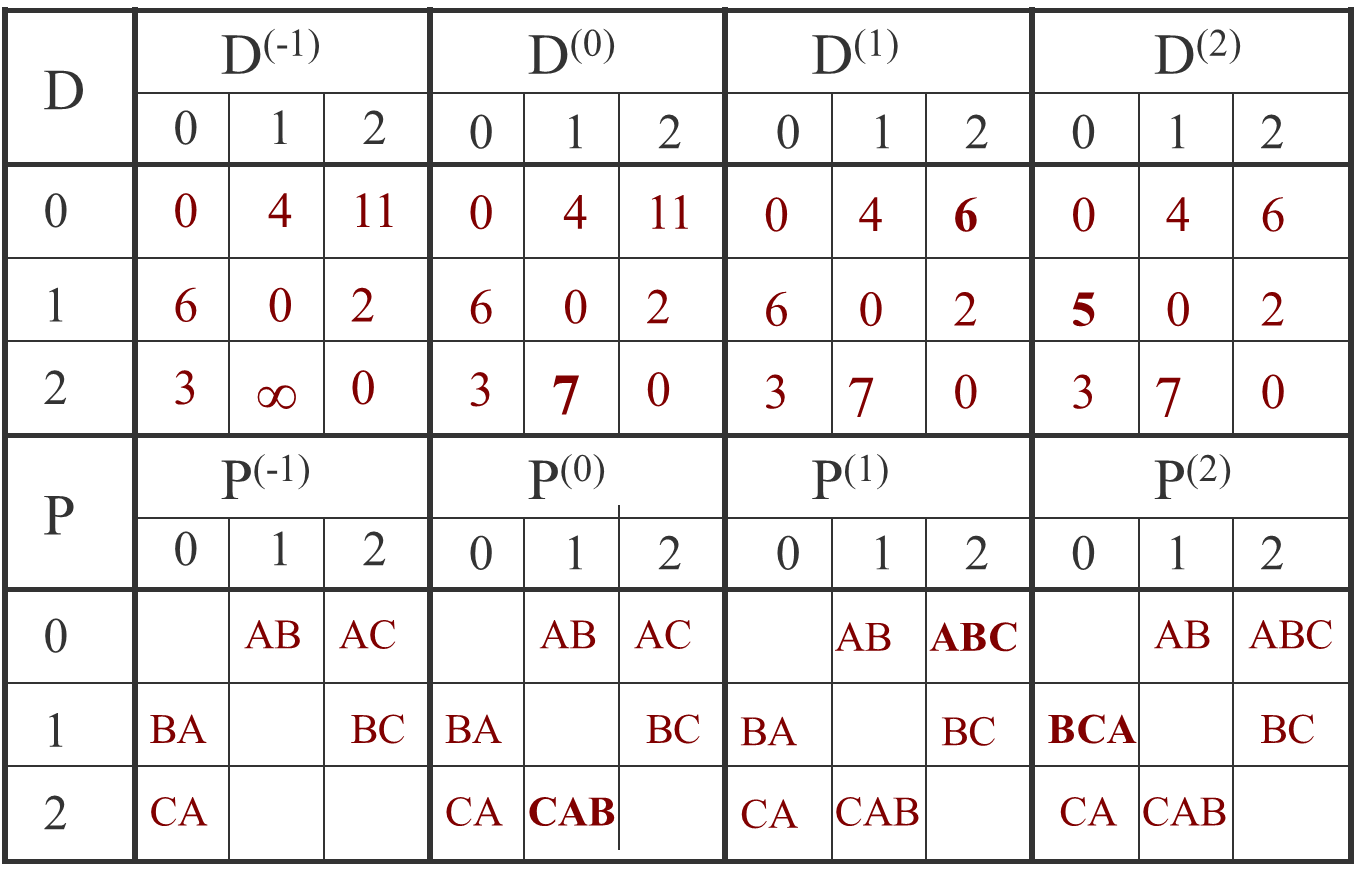 D D(-1) D(0) D(1) D(2)
0 1 2 0 1 2 0 1 2 0 1 2
0 0 4 11 0 4 11 0 4 6 0 4 6
1 6 0 2 6 0 2 6 0 2 5 0 2
2 3 ∞ 0 3 7 0 3 7 0 3 7 0
P P(-1) P(0) P(1) P(2)
0 1 2 0 1 2 0 1 2 0 1 2
0 AB AC AB AC AB ABC AB ABC
1 BA BC BA BC BA BC BCA BC
2 CA CA CAB CA CAB CA CAB